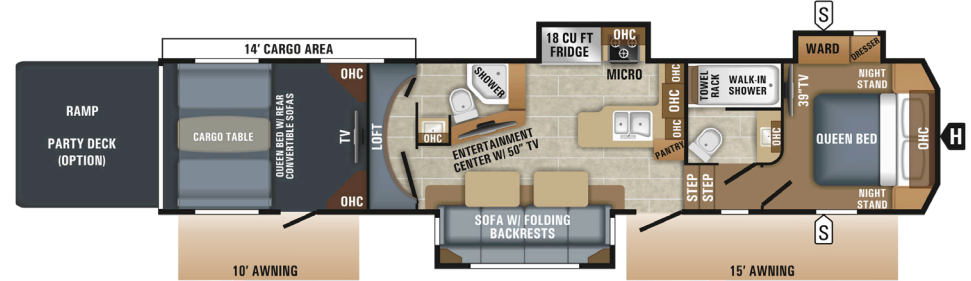 RAMP
PARTY DECK
(OPTION)
14' CARGO AREA
OHC
CARGO TABLE
QUEEN BED W/ REAR
CONVERTIBLE SOFAS
TV
OHC
LOFT
10' AWNING
SHOWER
OHC
ENTERTAINMENT
CENTER W/ 50" TV
SOFA W/ FOLDING
BACKRESTS
18 CU FT
FRIDGE
OHC
MICRO
OHC
OHC
OHC
PANTRY
TOWEL
RACK
WALK-IN
SHOWER
STEP
STEP
15' AWNING
S
WARD
DRESSER
39" TV
NIGHT
STAND
QUEEN BED
OHC
NIGHT
STAND
S
H